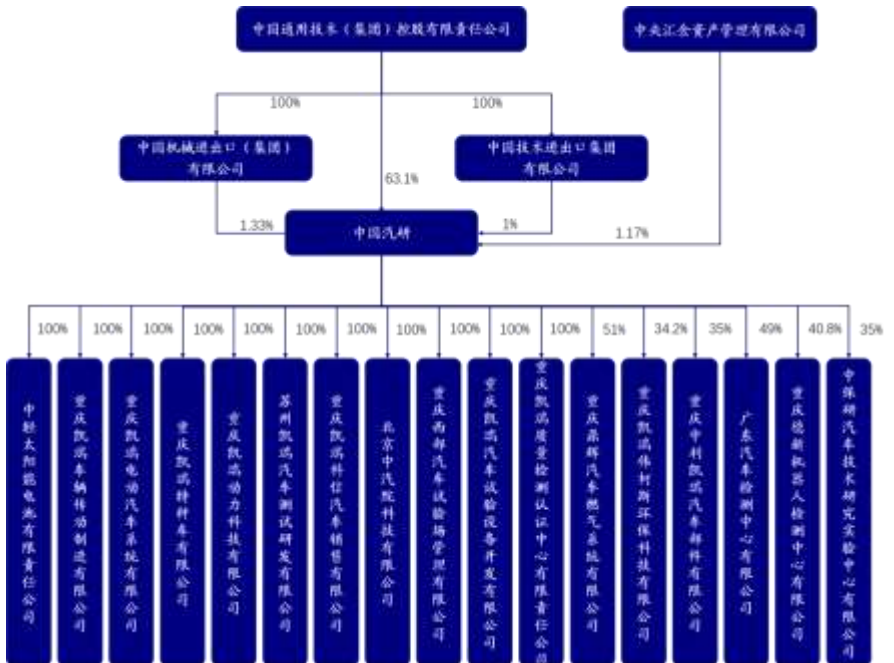 中国通用技术（集团）控股有限责任公司
中央汇金资产管理有限公司
100%
100%
中国机械进出口（集团）
有限公司
中国技术进出口集团
有限公司
63.1%
1.33%
中国汽研
1%
1.17%
100%
100%
100%
100%
100%
100%
100%
100%
100%
100%
100%
51%
34.2%
35%
49%
40.8%
35%
中轻太阳能电池有限责任公司
重庆凯瑞车辆传动制造有限公司
重庆凯瑞电动汽车系统有限公司
重庆凯瑞特种车有限公司
重庆凯瑞动力科技有限公司
苏州凯瑞汽车测试研发有限公司
重庆凯瑞科信汽车销售有限公司
北京中汽院科技有限公司
重庆西部汽车试验场管理有限公司
重庆凯瑞汽车试验设备开发有限公司
重庆凯瑞质量检测认证中心有限责任公司
重庆鼎辉汽车燃气系统有限公司
重庆凯瑞伟柯斯环保科技有限公司
重庆中利凯瑞汽车部件有限公司
广东汽车检测中心有限公司
重庆德新机器人检测中心有限公司
中保研汽车技术研究实验中心有限公司